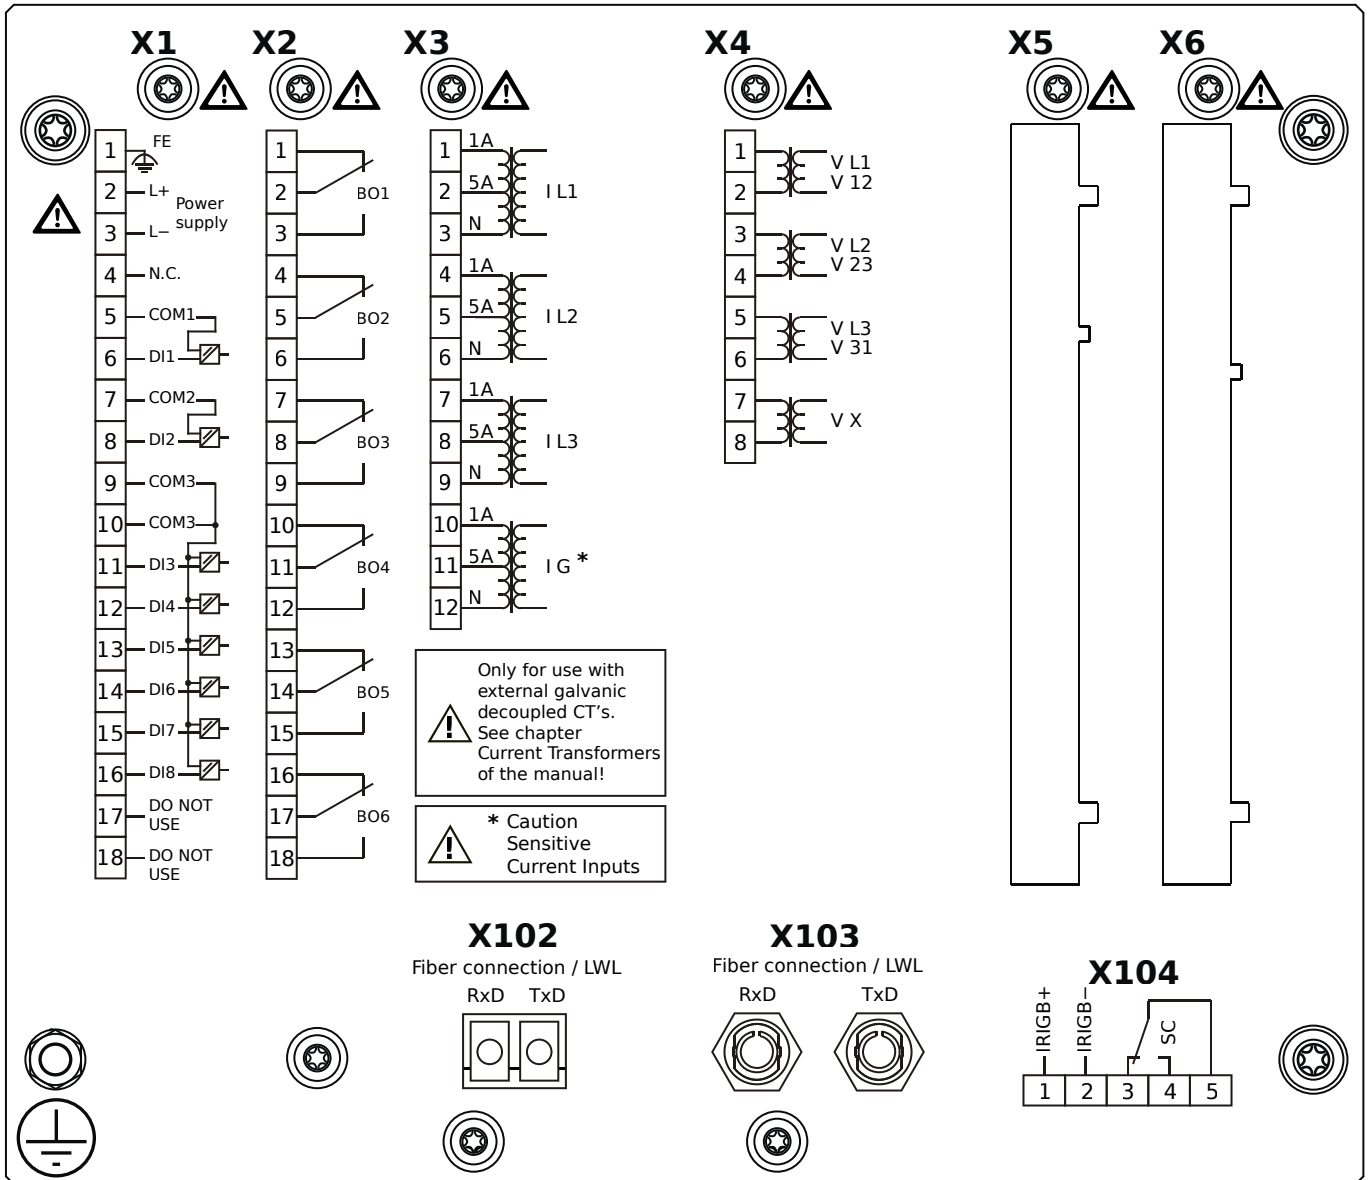 X1
X2
X3
X4
X5
X6
1 FE
2 L+
Power
supply
3 L−
4 N.C.
5 COM1
6 DI1
7 COM2
8 DI2
9 COM3
10 COM3
11 DI3
12 DI4
13 DI5
14 DI6
15 DI7
16 DI8
17 DO NOT
USE
18 DO NOT
USE
1
2 BO1
3
4
5 BO2
6
7
8 BO3
9
10
11 BO4
12
13
14 BO5
15
16
17 BO6
18
1 1A
2 5A I L1
3 N
4 1A
5 5A I L2
6 N
7 1A
8 5A I L3
9 N
10 1A
11 5A I G *
12 N
Only for use with
external galvanic
decoupled CT's.
See chapter
Current Transformers
of the manual!
* Caution
Sensitive
Current Inputs
1 V L1
2 V 12
3 V L2
4 V 23
5 V L3
6 V 31
7 V X
8
X102
Fiber connection / LWL
RxD TxD
X103
Fiber connection / LWL
RxD TxD
X104
IRIGB+
IRIGB−
SC
1 2 3 4 5